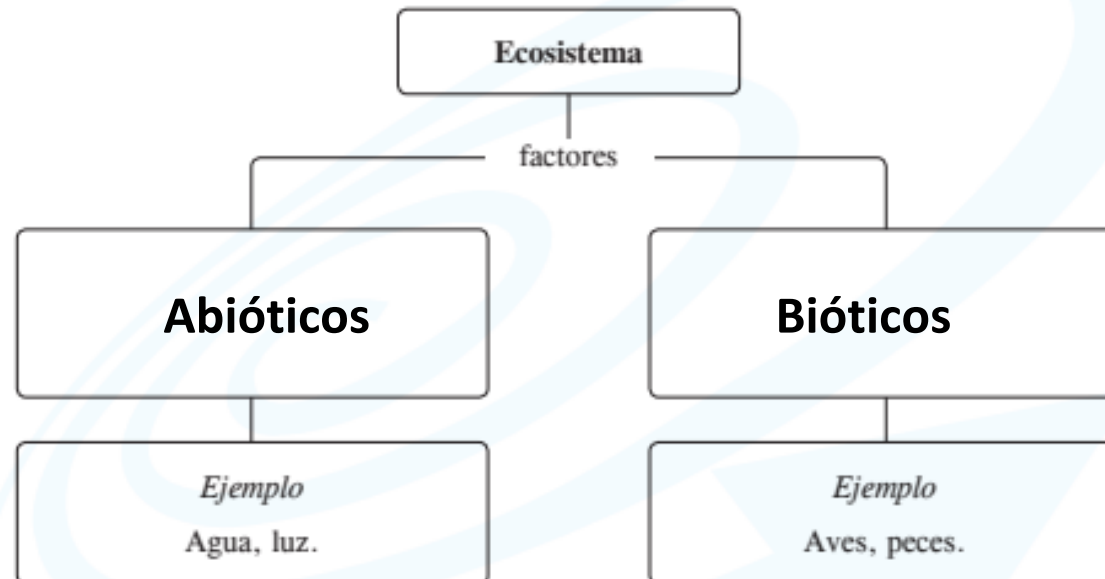 Ecosistema
factores
Abióticos
Bióticos
Ejemplo
Agua, luz.
Ejemplo
Aves, peces.